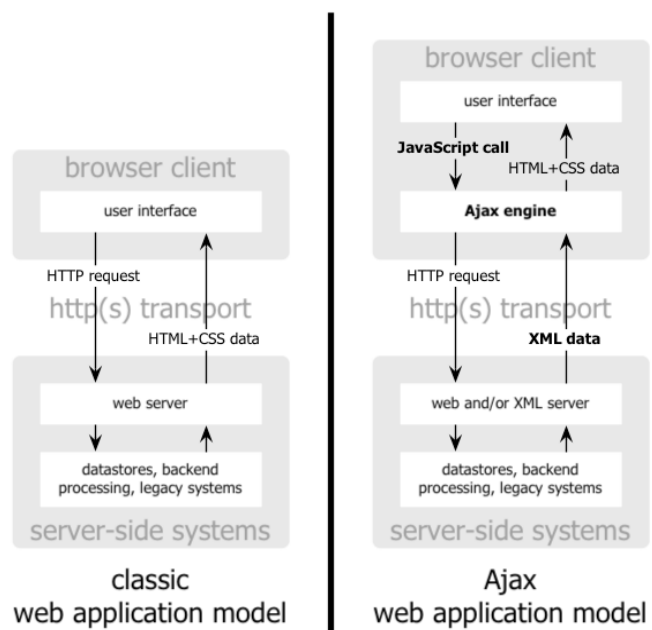 browser client
user interface
HTTP request
http(s) transport
HTML+CSS data
web server
datastores, backend
processing, legacy systems
server-side systems
classic
web application model
browser client
user interface
JavaScript call
HTML+CSS data
Ajax engine
HTTP request
http(s) transport
XML data
web and/or XML server
datastores, backend
processing, legacy systems
server-side systems
Ajax
web application model